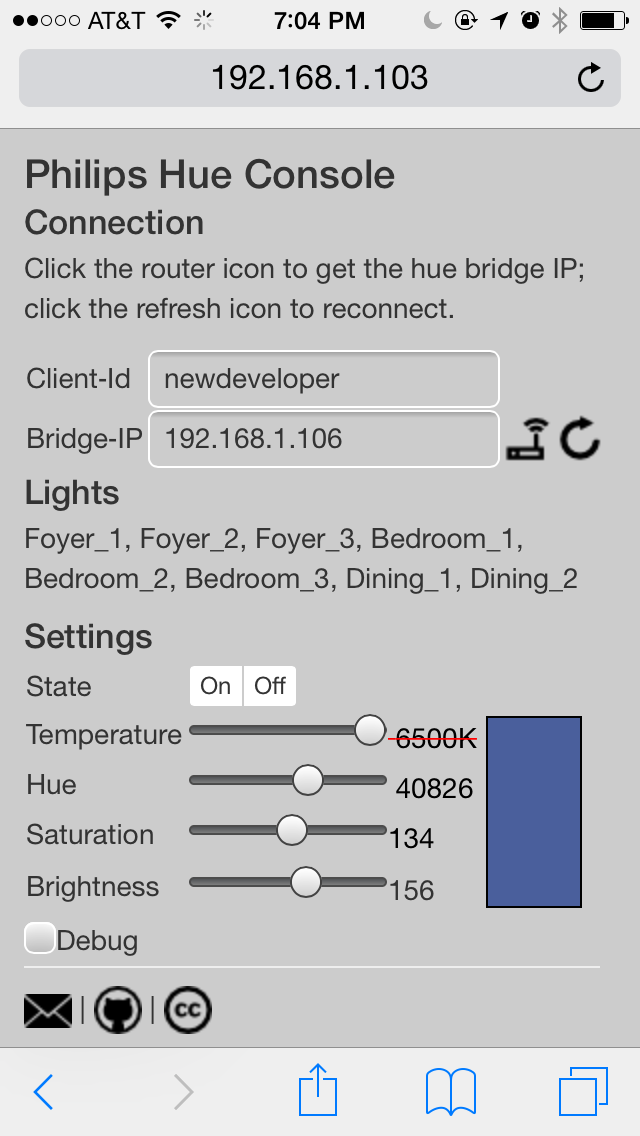 AT&T 7:04 PM
192.168.1.103
Philips Hue Console
Connection
Click the router icon to get the hue bridge IP;
click the refresh icon to reconnect.
Client-Id newdeveloper
Bridge-IP 192.168.1.106
Lights
Foyer_1, Foyer_2, Foyer_3, Bedroom_1,
Bedroom_2, Bedroom_3, Dining_1, Dining_2
Settings
State On Off
Temperature 6500K
Hue 40826
Saturation 134
Brightness 156
Debug
| | cc